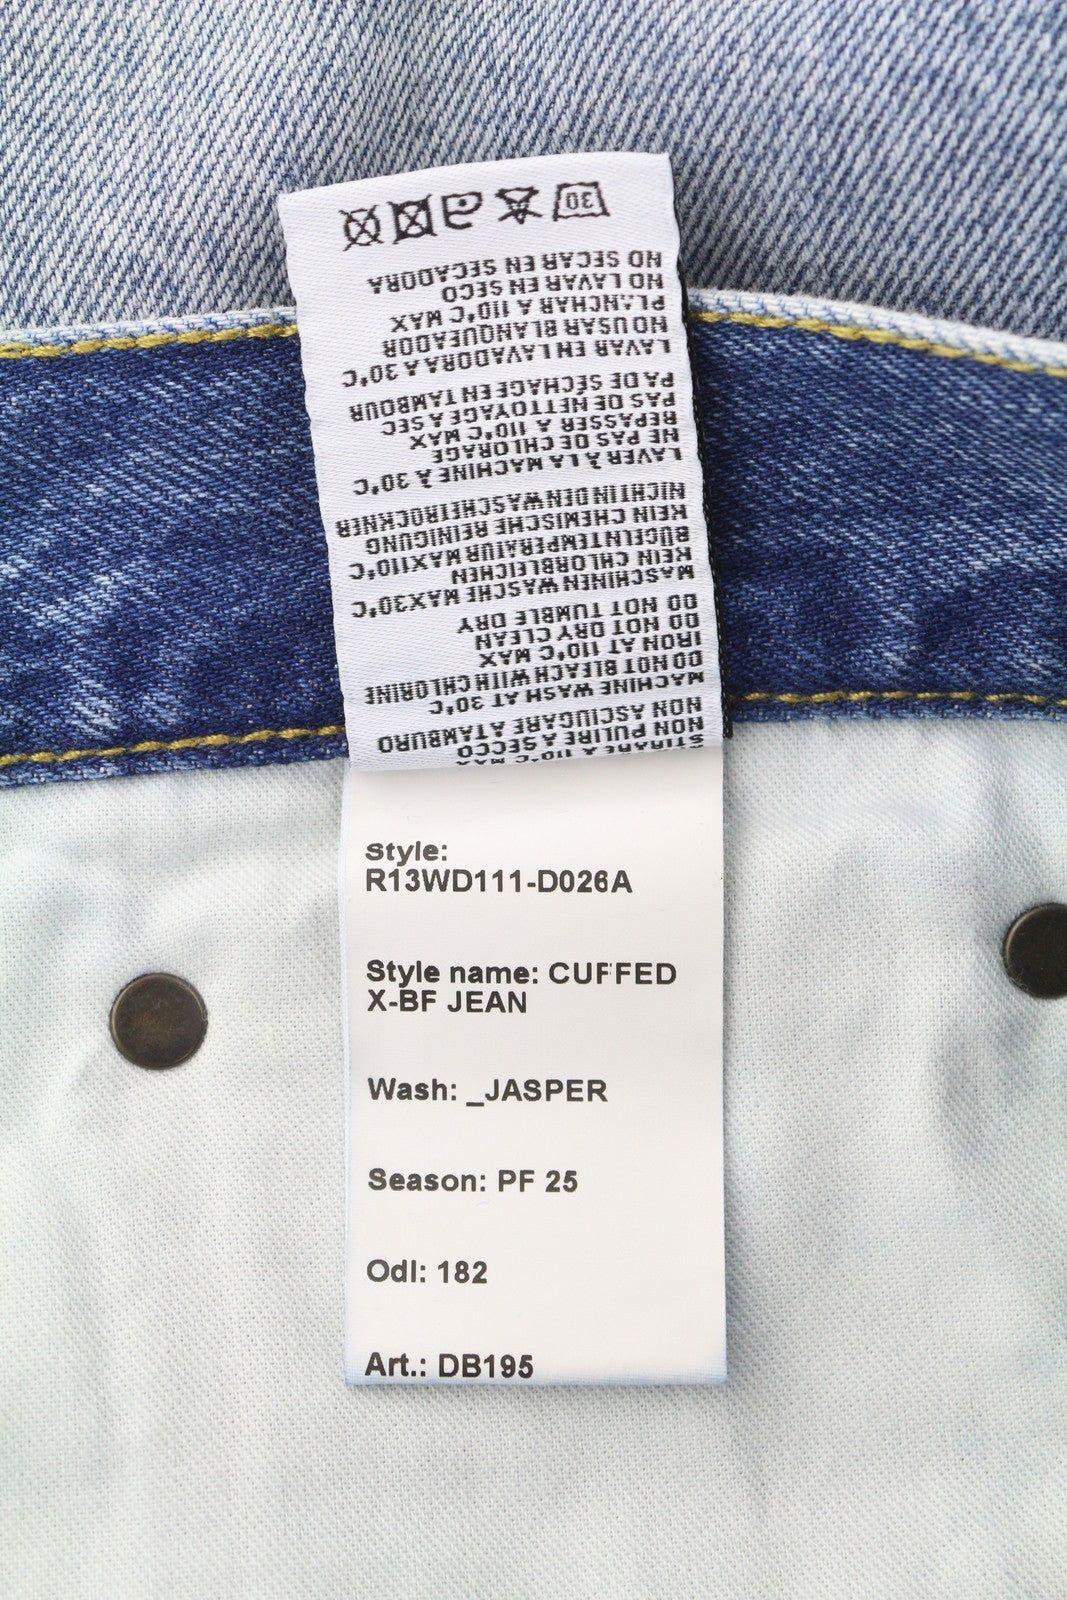 30
NO SECAR EN SECADORA
NO LAVAR EN SECO
PLANCHAR A 110°C MAX
NO USAR BLANQUEADOR
LAVAR EN LAVADORA A 30°C
PA DE SÉCHAGE EN TAMBOUR
PAS DE NETTOYAGE A SEC
REPASSER A 110°C MAX
NE PAS DE CHLORAGE
LAVER À LA MACHINE À 30°C
NICHT IN DEN WASCHETROCKNER
KEIN CHEMISCHE REINIGUNG
BUGELNTEMPERATUR MAX110°C
KEIN CHLORBLEICHEN
MASCHINEN WASCHE MAX30°C
DO NOT TUMBLE DRY
DO NOT DRY CLEAN
IRON AT 110°C MAX
DO NOT BLEACH WITH CHLORINE
MACHINE WASH AT 30°C
NON ASCIUGARE A TAMBURO
NON PULIRE A SECCO
STIRARE A 110°C MAX
Style:
R13WD111-D026A
Style name: CUFFED
X-BF JEAN
Wash: _JASPER
Season: PF 25
Odl: 182
Art.: DB195